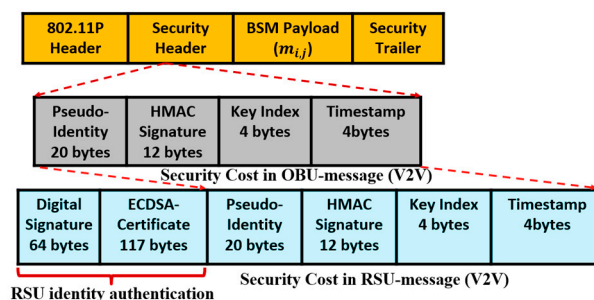 802.11P Header
Security Header
BSM Payload (m_{i,j})
Security Trailer
Pseudo-Identity 20 bytes
HMAC Signature 12 bytes
Key Index 4 bytes
Timestamp 4bytes
Security Cost in OBU-message (V2V)
Digital Signature 64 bytes
ECDSA-Certificate 117 bytes
Pseudo-Identity 20 bytes
HMAC Signature 12 bytes
Key Index 4 bytes
Timestamp 4bytes
Security Cost in RSU-message (V2V)
RSU identity authentication